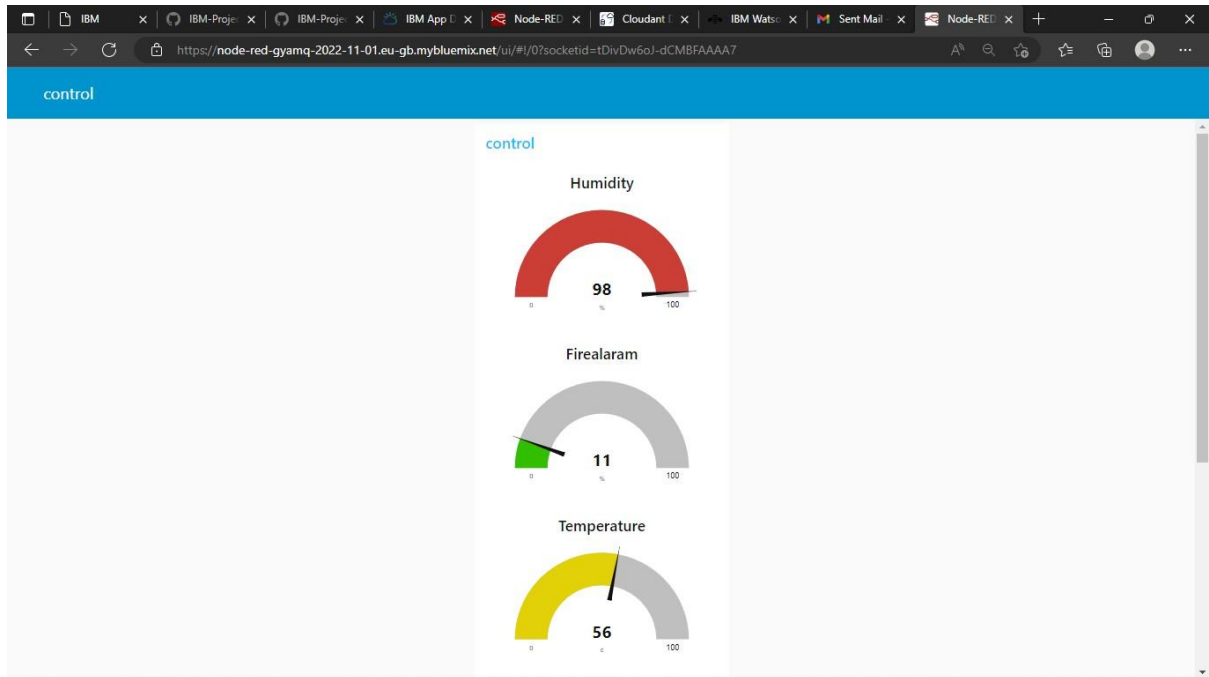 IBM
IBM-Projec
IBM-Projec
IBM App D
Node-RED
Cloudant D
IBM Watso
Sent Mail -
Node-RED
https://node-red-gyamq-2022-11-01.eu-gb.mybluemix.net/ui/#!/0?socketid=tDivDw6oJ-dCMBFAAAA7
control
control
Humidity
98
0 % 100
Firealaram
11
0 % 100
Temperature
56
0 c 100